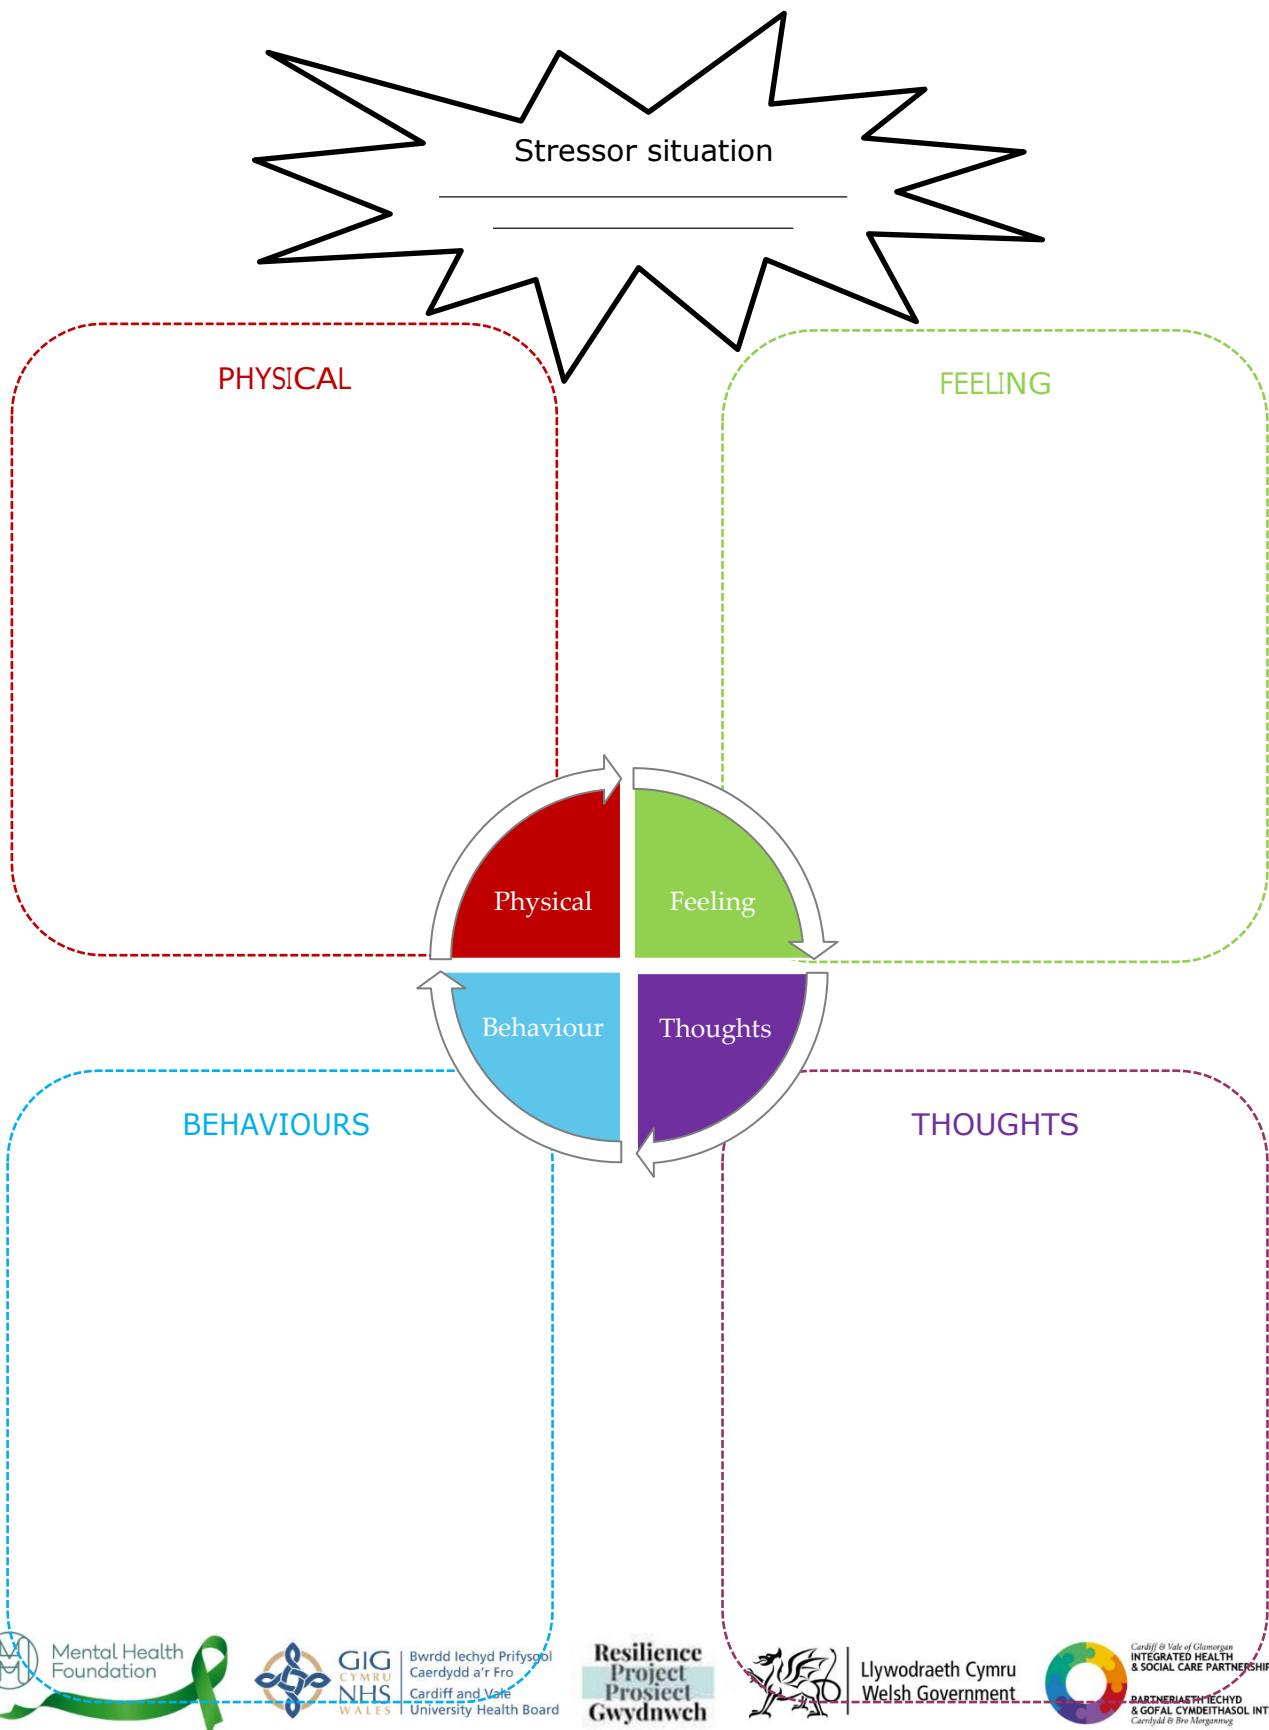 Stressor situation
PHYSICAL
FEELING
Physical
Feeling
Behaviour
Thoughts
BEHAVIOURS
THOUGHTS
Mental Health
Foundation
GIG
CYMRU
NHS
WALES
Bwrdd Iechyd Prifysgol
Caerdydd a'r Fro
Cardiff and Vale
University Health Board
Resilience
Project
Prosiect
Gwydnwch
Llywodraeth Cymru
Welsh Government
Cardiff & Vale of Glamorgan
INTEGRATED HEALTH
& SOCIAL CARE PARTNERSHIP
PARTNERIAETH IECHYD
& GOFAL CYMDEITHASOL INT
Caerdydd & Bro Morgannwg